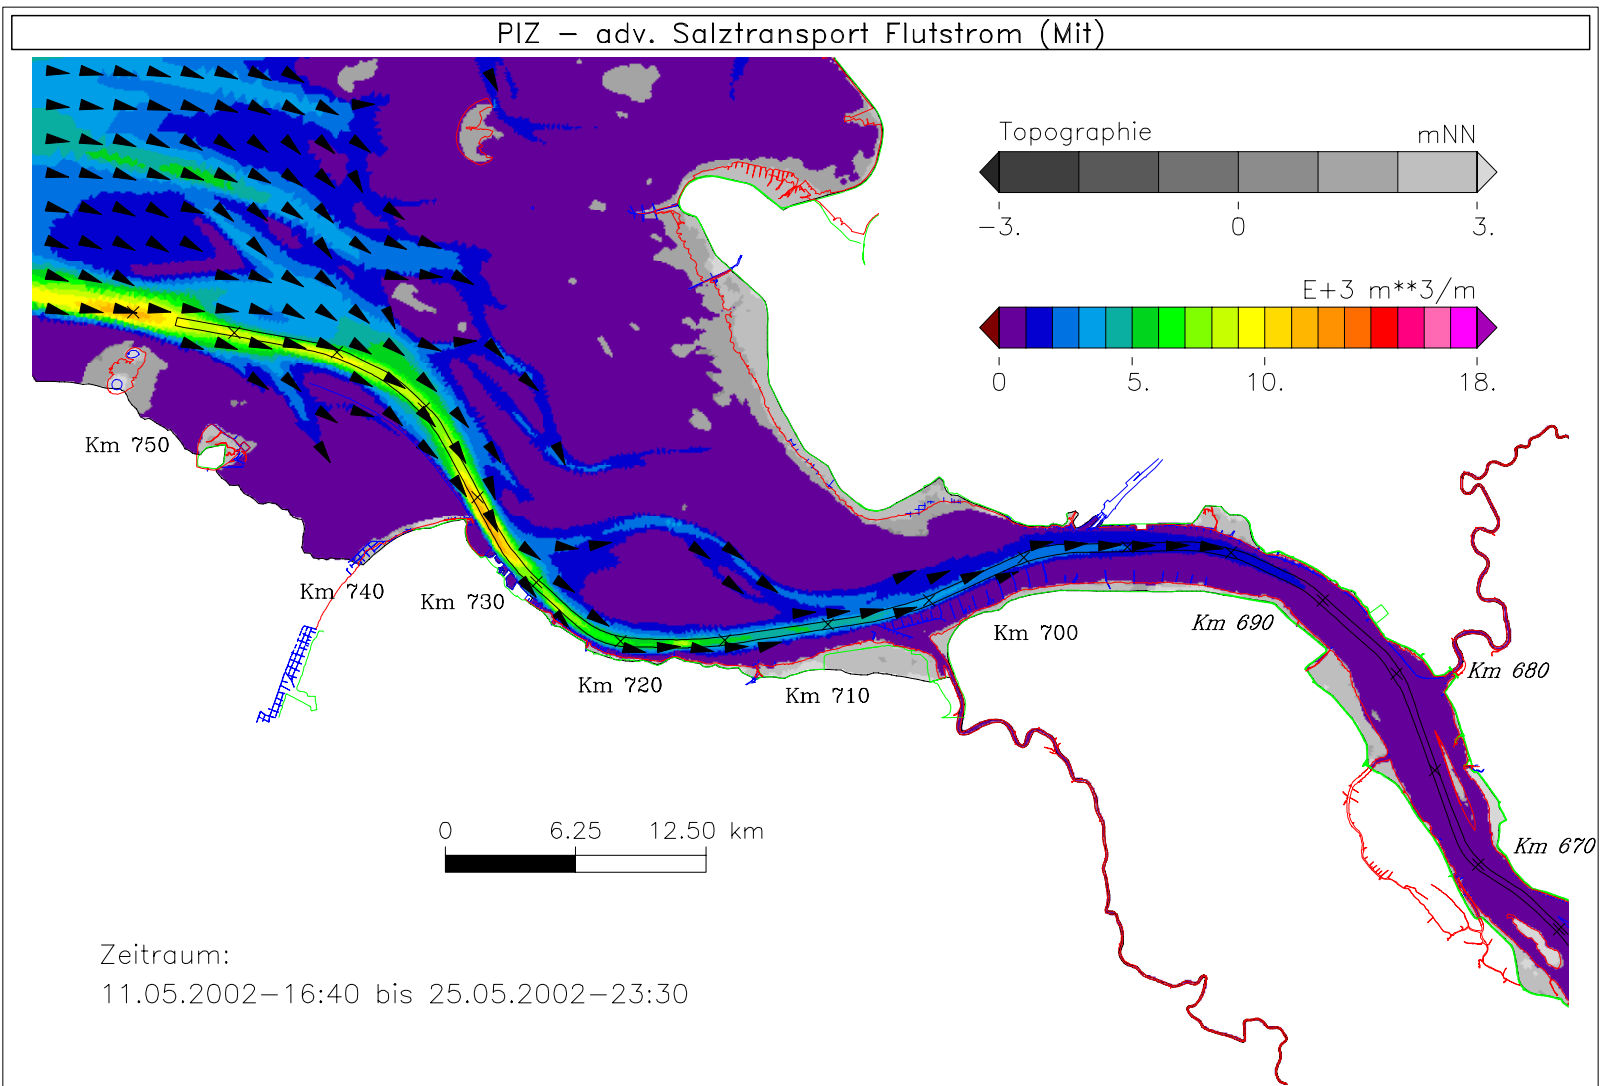 PIZ − adv. Salztransport Flutstrom (Mit)
Topographie mNN
−3. 0 3.
E+3 m**3/m
0 5. 10. 18.
Km 750
Km 740
Km 730
Km 720
Km 710
Km 700
Km 690
Km 680
Km 670
0 6.25 12.50 km
Zeitraum:
11.05.2002−16:40 bis 25.05.2002−23:30